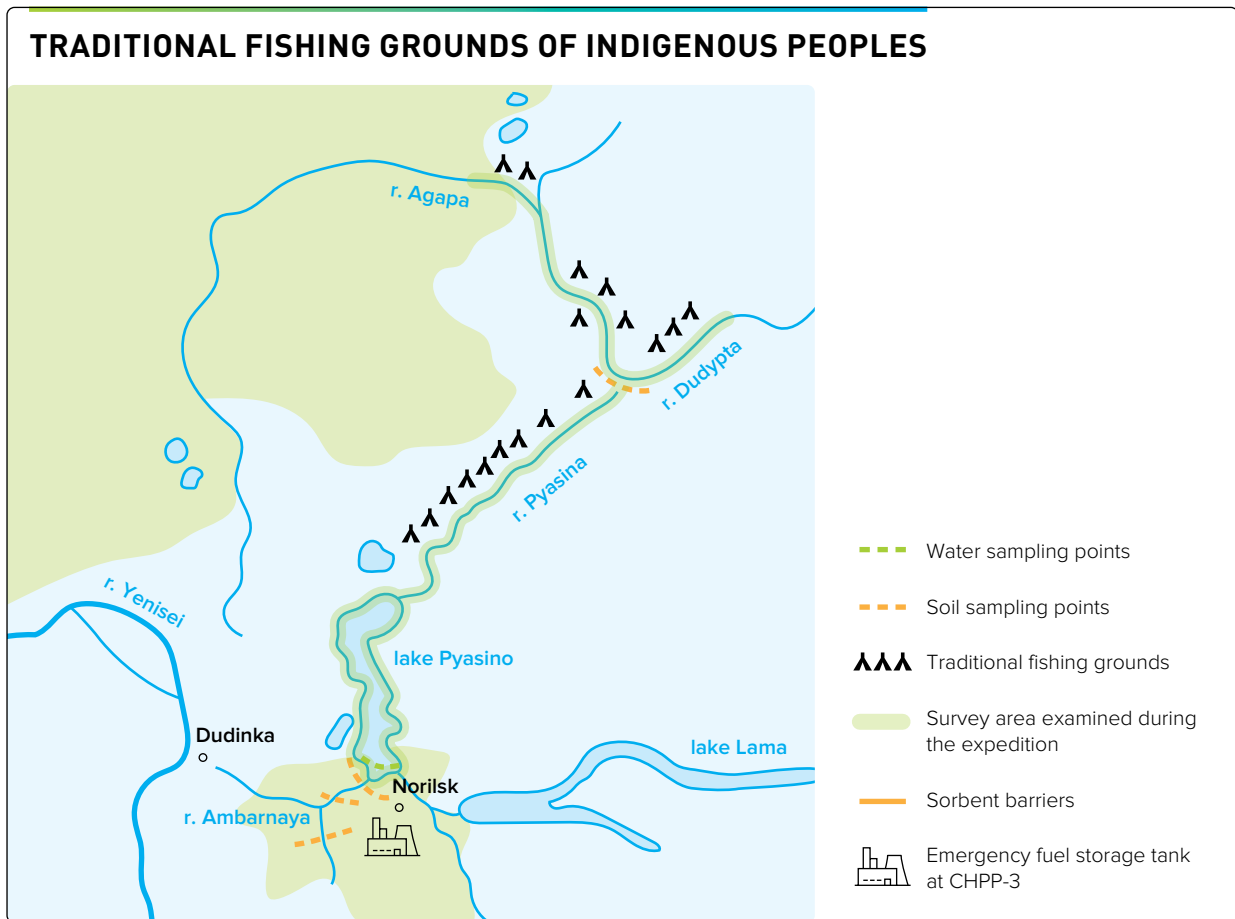 TRADITIONAL FISHING GROUNDS OF INDIGENOUS PEOPLES
r. Agapa
r. Dudypta
r. Pyasina
r. Yenisei
lake Pyasino
Dudinka
lake Lama
Norilsk
r. Ambarnaya
Water sampling points
Soil sampling points
Traditional fishing grounds
Survey area examined during
the expedition
Sorbent barriers
Emergency fuel storage tank
at CHPP-3